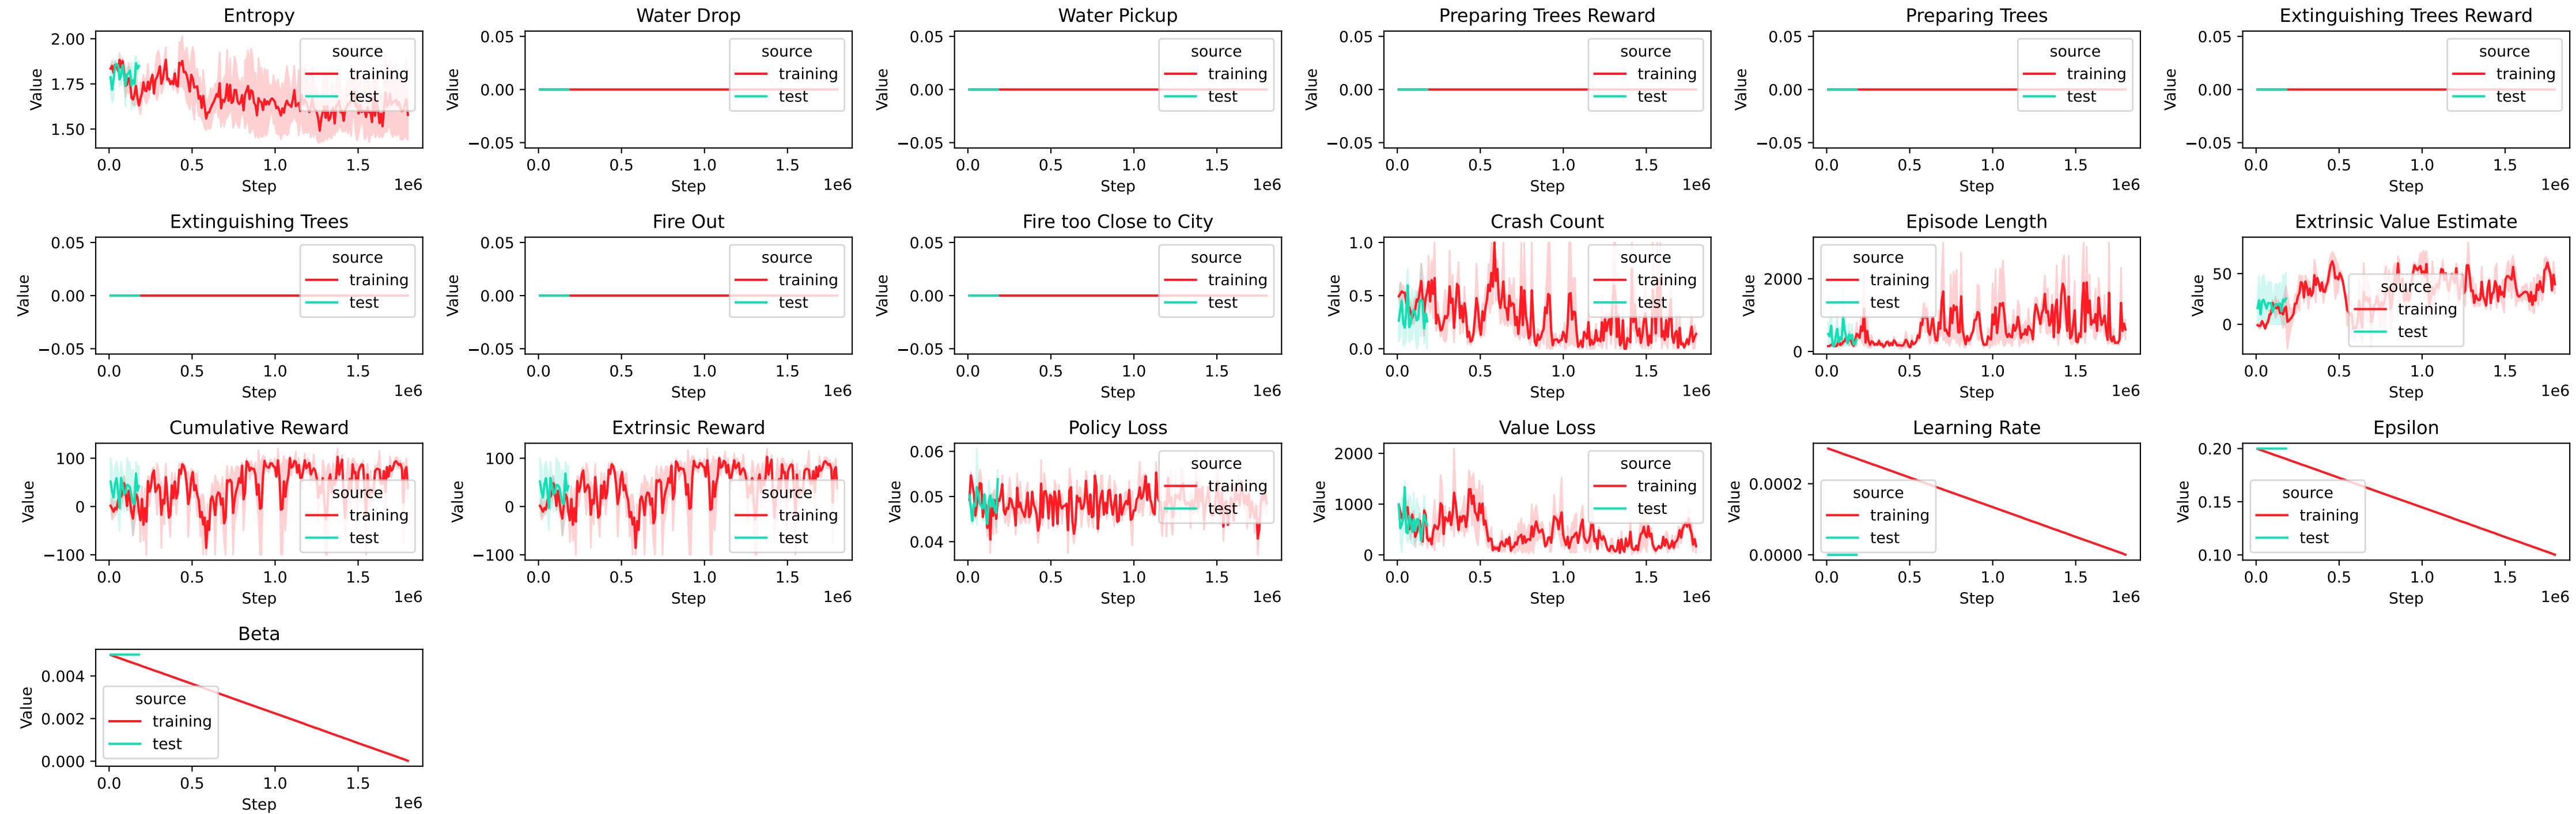 Entropy
Value
2.00
1.75
1.50
source
training
test
0.0 0.5 1.0 1.5
Step
1e6
Water Drop
Value
0.05
0.00
−0.05
source
training
test
0.0 0.5 1.0 1.5
Step
1e6
Water Pickup
Value
0.05
0.00
−0.05
source
training
test
0.0 0.5 1.0 1.5
Step
1e6
Preparing Trees Reward
Value
0.05
0.00
−0.05
source
training
test
0.0 0.5 1.0 1.5
Step
1e6
Preparing Trees
Value
0.05
0.00
−0.05
source
training
test
0.0 0.5 1.0 1.5
Step
1e6
Extinguishing Trees Reward
Value
0.05
0.00
−0.05
source
training
test
0.0 0.5 1.0 1.5
Step
1e6
Extinguishing Trees
Value
0.05
0.00
−0.05
source
training
test
0.0 0.5 1.0 1.5
Step
1e6
Fire Out
Value
0.05
0.00
−0.05
source
training
test
0.0 0.5 1.0 1.5
Step
1e6
Fire too Close to City
Value
0.05
0.00
−0.05
source
training
test
0.0 0.5 1.0 1.5
Step
1e6
Crash Count
Value
1.0
0.5
0.0
source
training
test
0.0 0.5 1.0 1.5
Step
1e6
Episode Length
Value
2000
0
source
training
test
0.0 0.5 1.0 1.5
Step
1e6
Extrinsic Value Estimate
Value
50
0
source
training
test
0.0 0.5 1.0 1.5
Step
1e6
Cumulative Reward
Value
100
0
−100
source
training
test
0.0 0.5 1.0 1.5
Step
1e6
Extrinsic Reward
Value
100
0
−100
source
training
test
0.0 0.5 1.0 1.5
Step
1e6
Policy Loss
Value
0.06
0.05
0.04
source
training
test
0.0 0.5 1.0 1.5
Step
1e6
Value Loss
Value
2000
1000
0
source
training
test
0.0 0.5 1.0 1.5
Step
1e6
Learning Rate
Value
0.0002
0.0000
source
training
test
0.0 0.5 1.0 1.5
Step
1e6
Epsilon
Value
0.20
0.15
0.10
source
training
test
0.0 0.5 1.0 1.5
Step
1e6
Beta
Value
0.004
0.002
0.000
source
training
test
0.0 0.5 1.0 1.5
Step
1e6